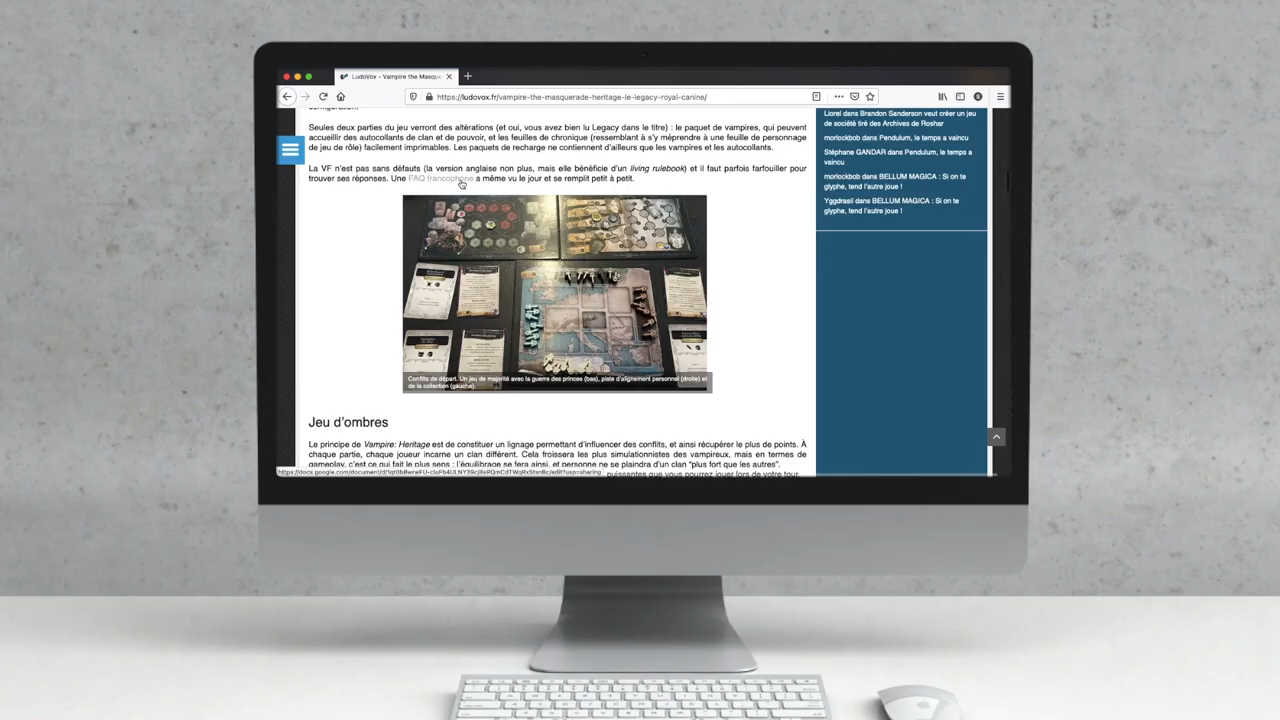 LudoVox - Vampire the Masque
https://ludovox.fr/vampire-the-masquerade-heritage-le-legacy-royal-canine/
configuration.
Seules deux parties du jeu verront des altérations (et oui, vous avez bien lu Legacy dans le titre) : le paquet de vampires, qui peuvent
accueillir des autocollants de clan et de pouvoir, et les feuilles de chronique (ressemblant à s'y méprendre à une feuille de personnage
de jeu de rôle) facilement imprimables. Les paquets de recharge ne contiennent d'ailleurs que les vampires et les autocollants.
La VF n'est pas sans défauts (la version anglaise non plus, mais elle bénéficie d'un living rulebook) et il faut parfois farfouiller pour
trouver ses réponses. Une FAQ francophone a même vu le jour et se remplit petit à petit.
Conflits de départ. Un jeu de majorité avec la guerre des princes (bas), piste d'alignement personnel (droite) et
de la collection (gauche).
Jeu d'ombres
Le principe de Vampire: Heritage est de constituer un lignage permettant d'influencer des conflits, et ainsi récupérer le plus de points. À
chaque partie, chaque joueur incarne un clan différent. Cela froissera les plus simulationnistes des vampireux, mais en termes de
gameplay, c'est ce qui fait le plus sens : l'équilibrage se fera ainsi, et personne ne se plaindra d'un clan "plus fort que les autres".
puissantes que vous pourrez jouer lors de votre tour,
Liorel dans Brandon Sanderson veut créer un jeu
de société tiré des Archives de Roshar
morlockbob dans Pendulum, le temps a vaincu
Stéphane GANDAR dans Pendulum, le temps a
vaincu
morlockbob dans BELLUM MAGICA : Si on te
glyphe, tend l'autre joue !
Yggdrasil dans BELLUM MAGICA : Si on te
glyphe, tend l'autre joue !